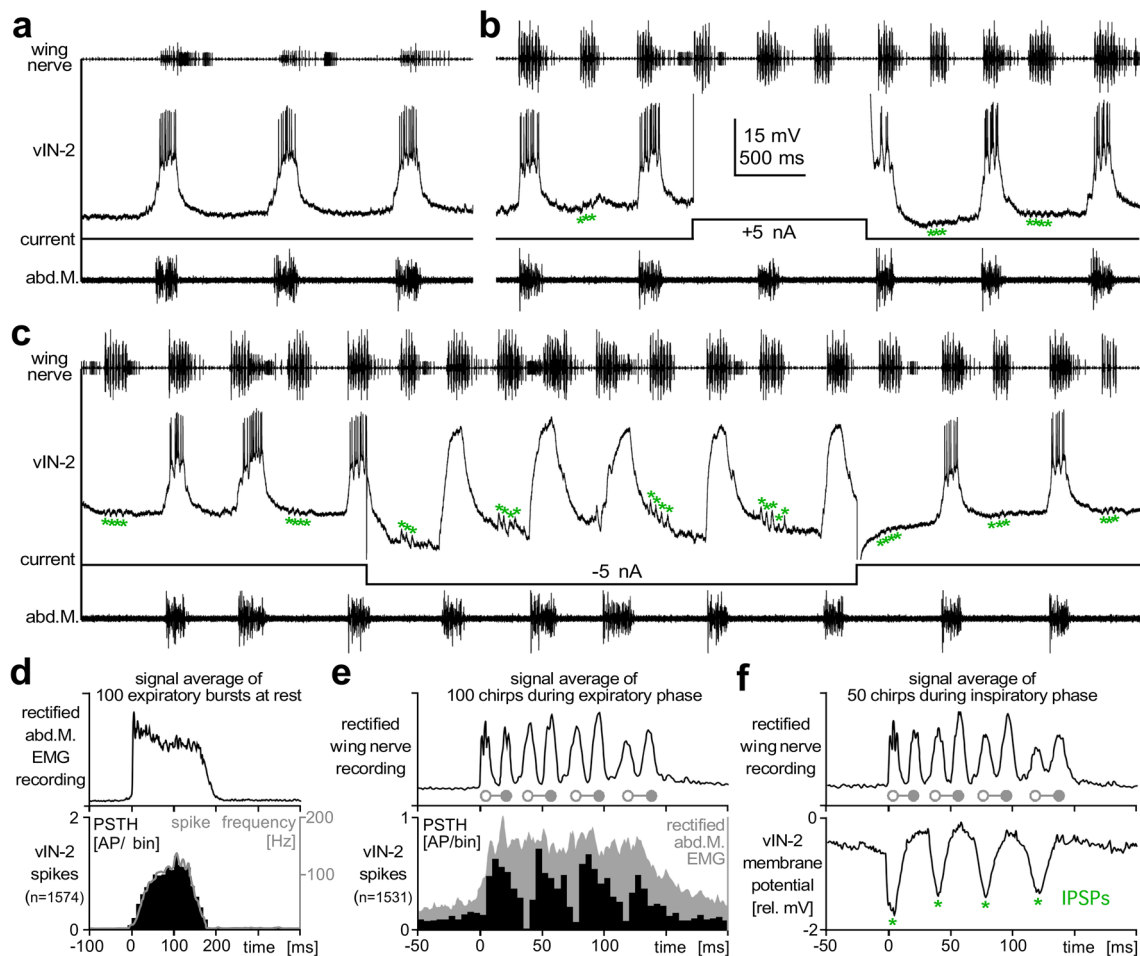 a
b
wing
nerve
vIN-2
15 mV
500 ms
***
***
****
current
+5 nA
abd.M.
c
wing
nerve
vIN-2
****
****
***
*****
****
*****
****
***
***
current
-5 nA
abd.M.
d
signal average of
100 expiratory bursts at rest
rectified
abd.M.
EMG
recording
2
PSTH
[AP/ bin]
spike frequency
[Hz]
200
100
vIN-2
spikes
(n=1574)
0
-100 0 100 200 time [ms]
e
signal average of
100 chirps during expiratory phase
rectified
wing nerve
recording
1
PSTH
[AP/bin]
rectified
abd.M.
EMG
vIN-2
spikes
(n=1531)
0
-50 0 50 100 time [ms]
f
signal average of
50 chirps during inspiratory phase
rectified
wing nerve
recording
0
vIN-2
membrane
potential
[rel. mV]
* * * *
IPSPs
-2
-50 0 50 100 time [ms]